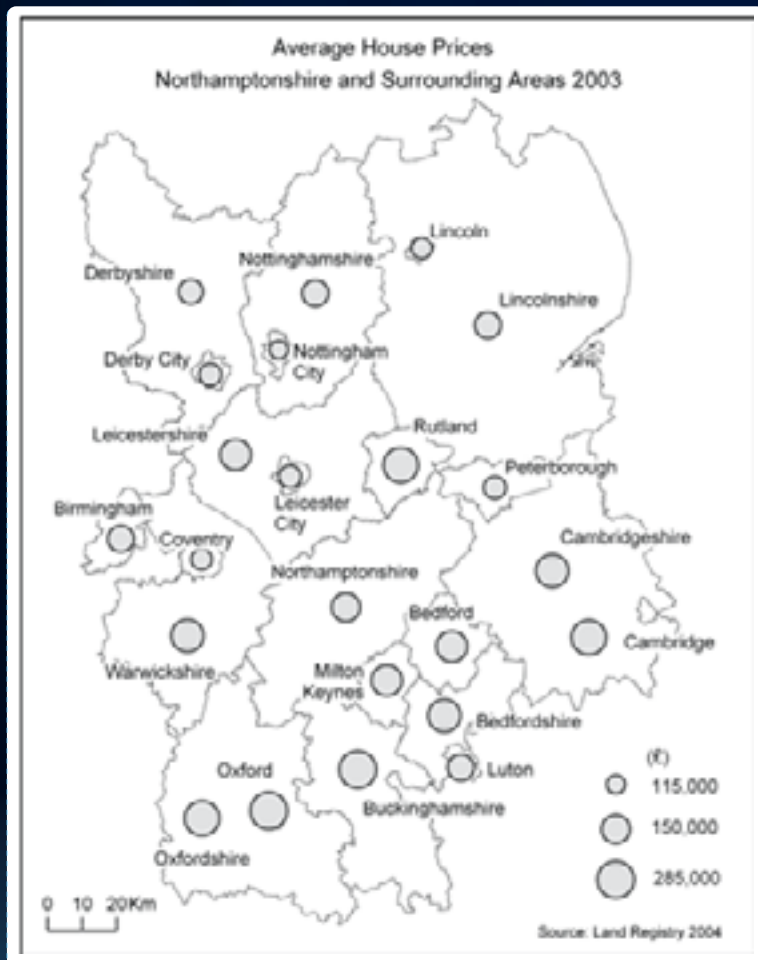 Average House Prices
Northamptonshire and Surrounding Areas 2003
Lincoln
Nottinghamshire
Derbyshire
Lincolnshire
Derby City
Nottingham
City
Leicestershire
Rutland
Peterborough
Birmingham
Leicester
City
Coventry
Cambridgeshire
Northamptonshire
Bedford
Cambridge
Warwickshire
Milton
Keynes
Bedfordshire
(£)
115,000
Oxford
Luton
Buckinghamshire
150,000
Oxfordshire
285,000
0 10 20Km
Source: Land Registry 2004